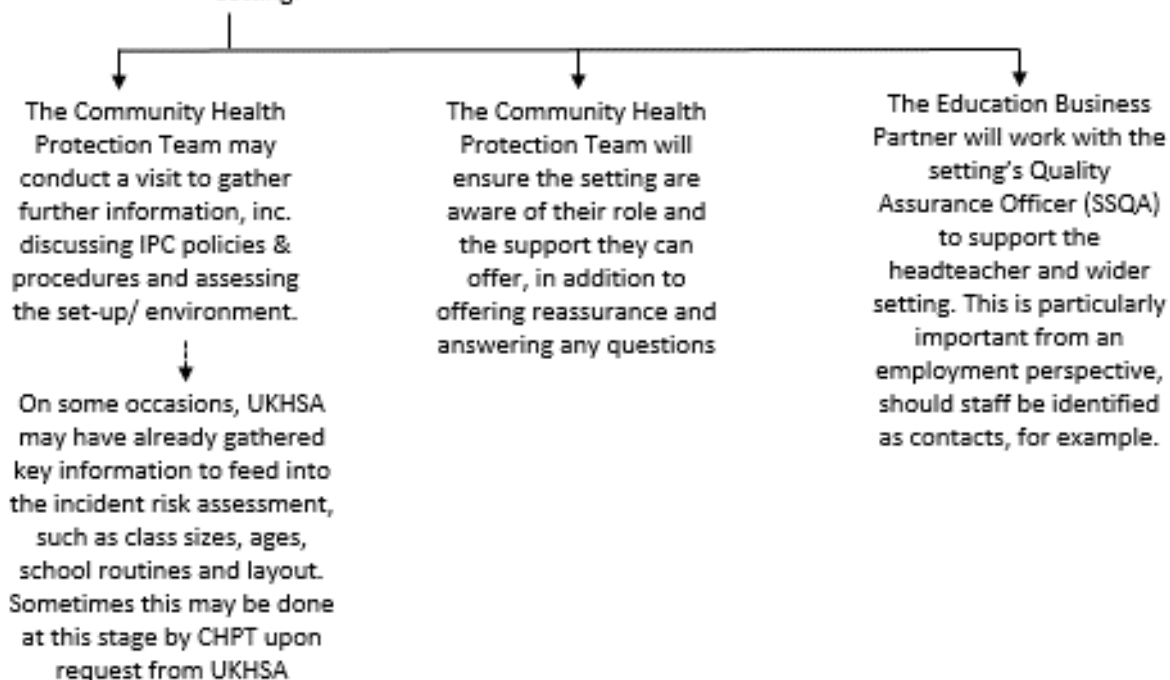 The Community Health
Protection Team may
conduct a visit to gather
further information, inc.
discussing IPC policies &
procedures and assessing
the set-up/ environment.
On some occasions, UKHSA
may have already gathered
key information to feed into
the incident risk assessment,
such as class sizes, ages,
school routines and layout.
Sometimes this may be done
at this stage by CHPT upon
request from UKHSA
The Community Health
Protection Team will
ensure the setting are
aware of their role and
the support they can
offer, in addition to
offering reassurance and
answering any questions
The Education Business
Partner will work with the
setting's Quality
Assurance Officer (SSQA)
to support the
headteacher and wider
setting. This is particularly
important from an
employment perspective,
should staff be identified
as contacts, for example.